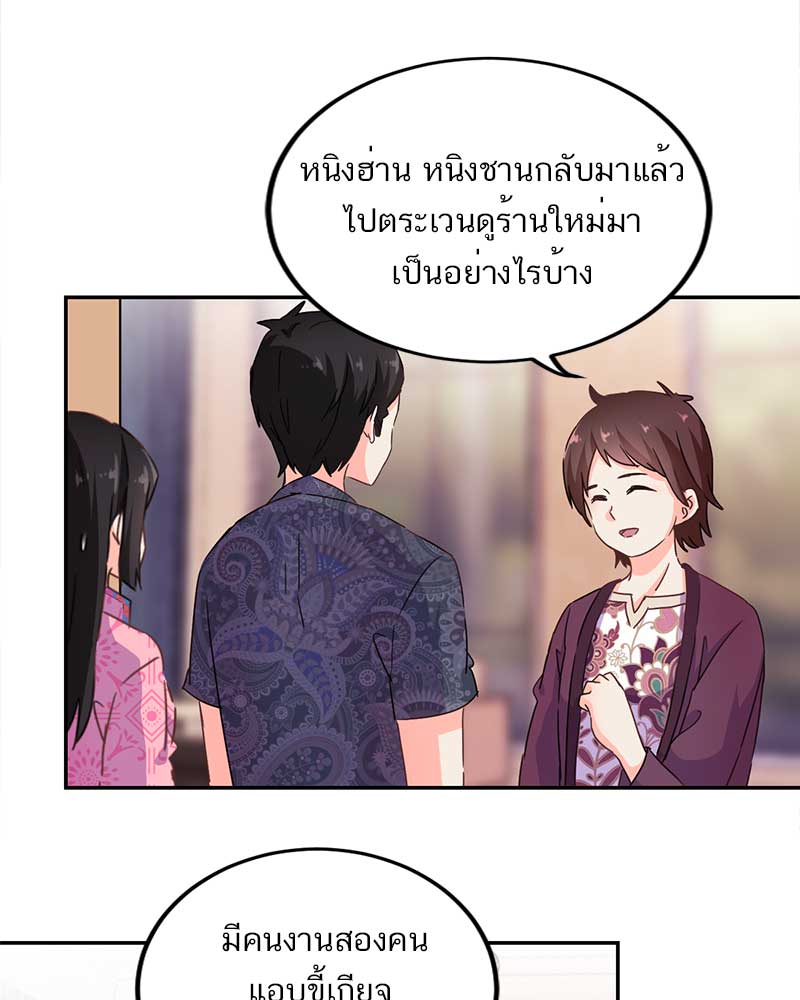 หนิงฮ่าน หนิงชานกลับมาแล้ว
ไปตระเวนดูร้านใหม่มา
เป็นอย่างไรบ้าง
มีคนงานสองคน
แอบขี้เกียจ